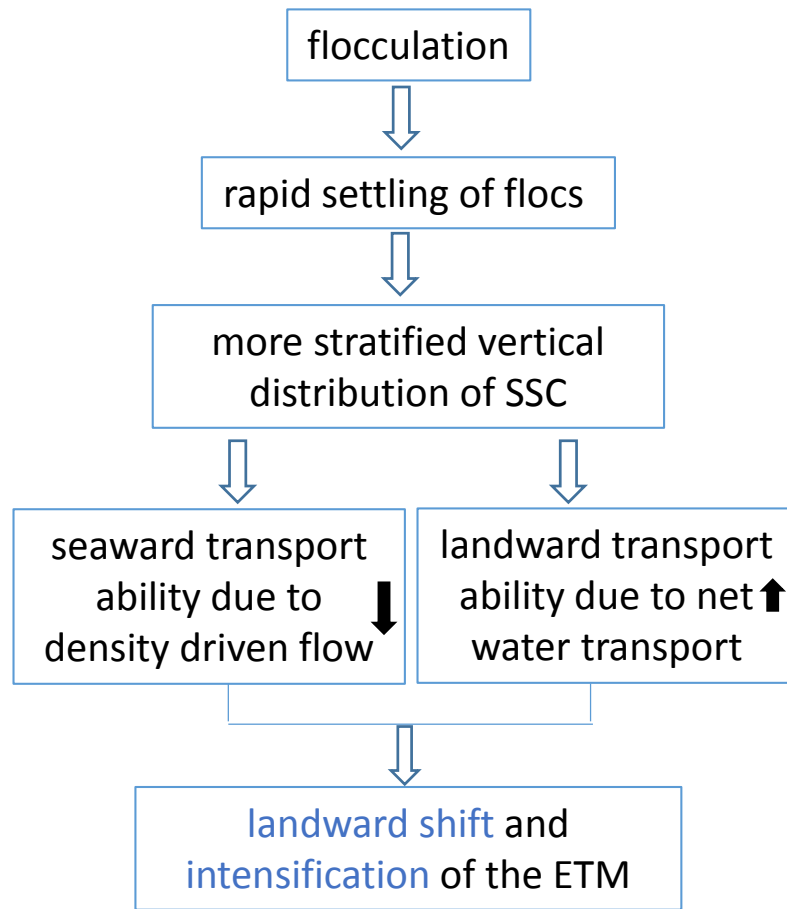 flocculation
rapid settling of flocs
more stratified vertical
distribution of SSC
seaward transport
ability due to
density driven flow
landward transport
ability due to net
water transport
landward shift and
intensification of the ETM